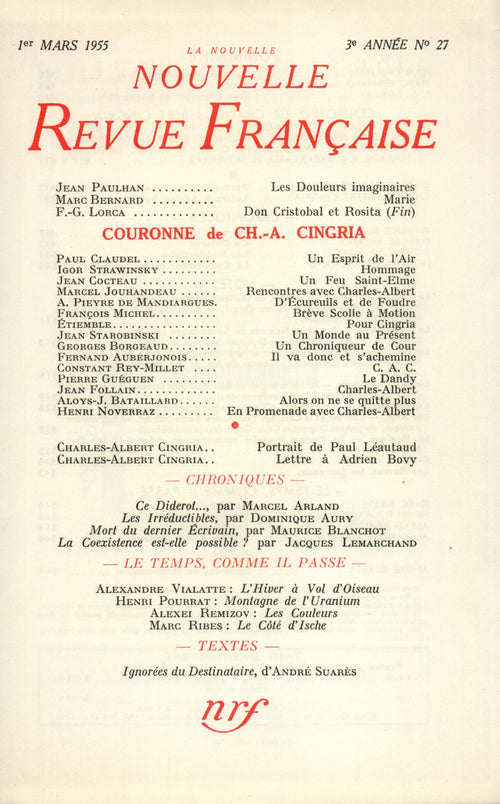 1er MARS 1955
3e ANNÉE No 27
LA NOUVELLE
NOUVELLE
REVUE FRANÇAISE
JEAN PAULHAN .......... Les Douleurs imaginaires
MARC BERNARD .......... Marie
F.-G. LORCA ............. Don Cristobal et Rosita (Fin)
COURONNE de CH.-A. CINGRIA
PAUL CLAUDEL ............ Un Esprit de l'Air
IGOR STRAWINSKY ......... Hommage
JEAN COCTEAU ............ Un Feu Saint-Elme
MARCEL JOUHANDEAU ...... Rencontres avec Charles-Albert
A. PIEYRE DE MANDIARGUES. D'Écureuils et de Foudre
FRANÇOIS MICHEL.......... Brève Scolie à Motion
ÉTIEMBLE................. Pour Cingria
JEAN STAROBINSKI ........ Un Monde au Présent
GEORGES BORGEAUD........ Un Chroniqueur de Cour
FERNAND AUBERJONOIS..... Il va donc et s'achemine
CONSTANT REY-MILLET .... C. A. C.
PIERRE GUÉGUEN ......... Le Dandy
JEAN FOLLAIN............. Charles-Albert
ALOYS-J. BATAILLARD...... Alors on ne se quitte plus
HENRI NOVERRAZ ......... En Promenade avec Charles-Albert
CHARLES-ALBERT CINGRIA.. Portrait de Paul Léautaud
CHARLES-ALBERT CINGRIA.. Lettre à Adrien Bovy
— CHRONIQUES —
Ce Diderot..., par MARCEL ARLAND
Les Irréductibles, par DOMINIQUE AURY
Mort du dernier Écrivain, par MAURICE BLANCHOT
La Coexistence est-elle possible ? par JACQUES LEMARCHAND
— LE TEMPS, COMME IL PASSE —
ALEXANDRE VIALATTE : L'Hiver à Vol d'Oiseau
HENRI POURRAT : Montagne de l'Uranium
ALEXEI REMIZOV : Les Couleurs
MARC RIBES : Le Côté d'Ische
— TEXTES —
Ignorées du Destinataire, d'ANDRÉ SUARÈS
nrf